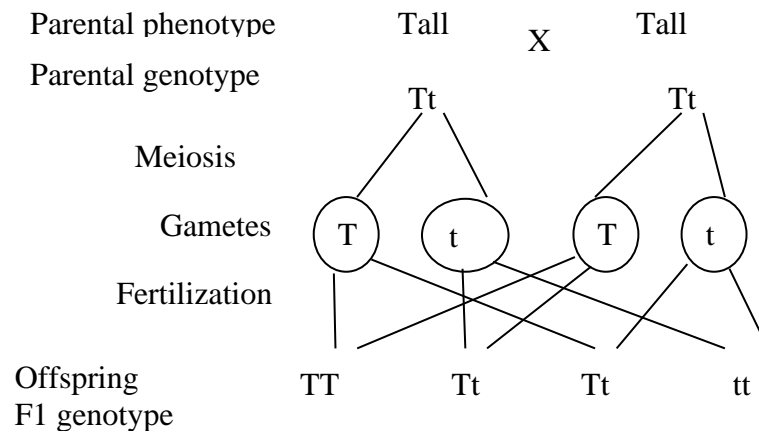 Parental phenotype Tall X Tall
Parental genotype
Tt Tt
Meiosis
Gametes T t T t
Fertilization
Offspring TT Tt Tt tt
F1 genotype